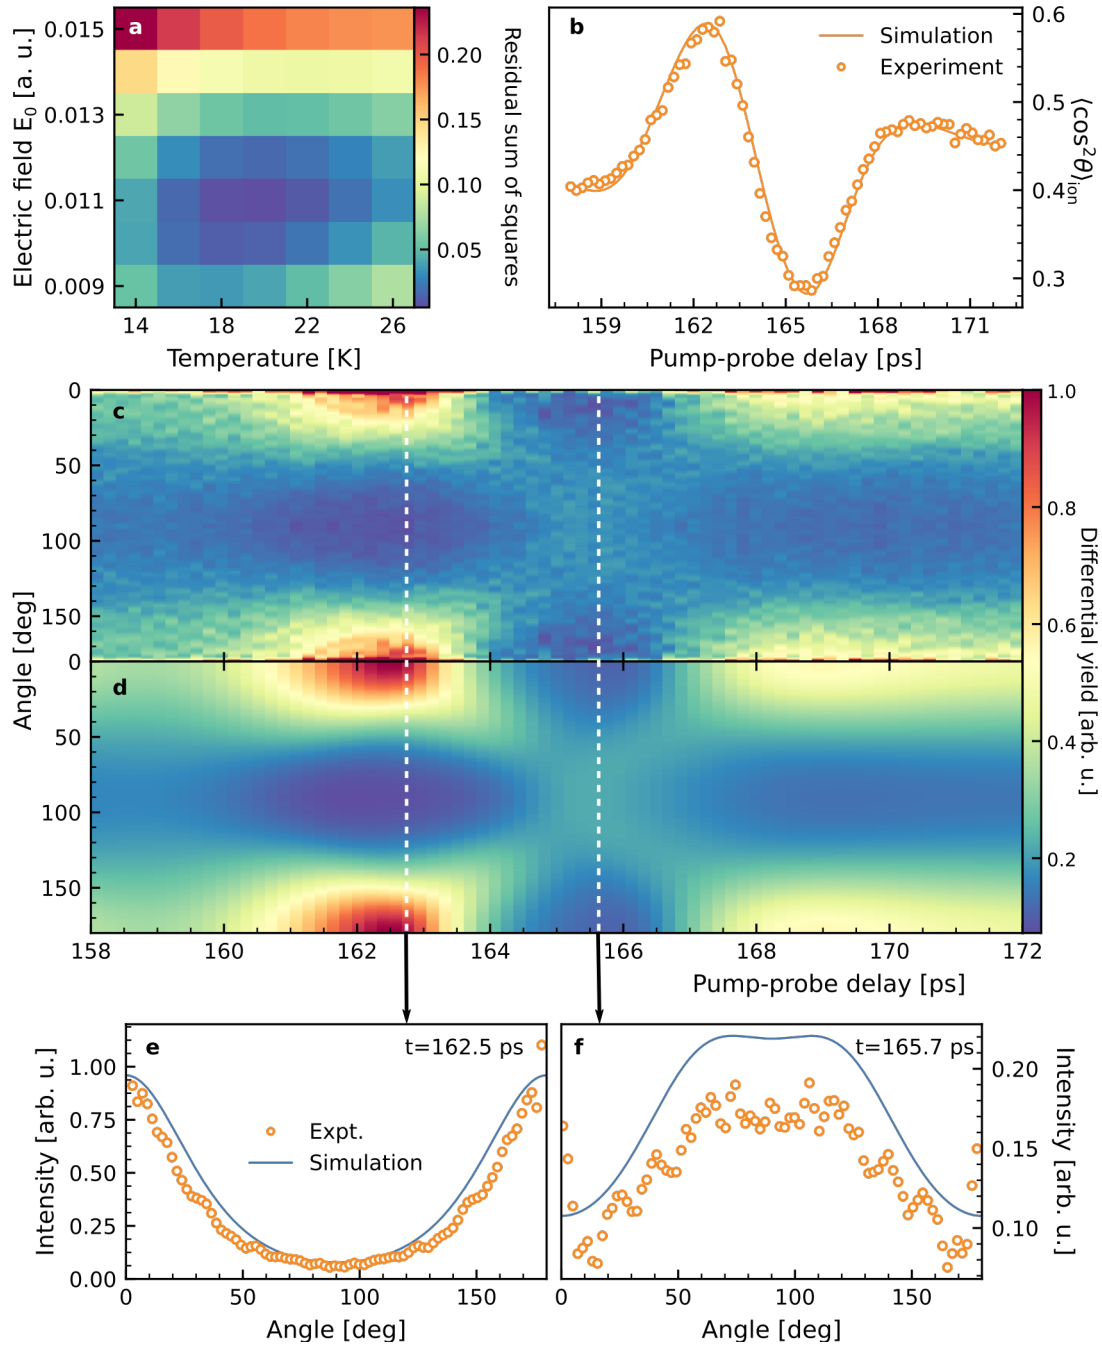 a
0.015
0.013
0.011
0.009
Electric field E₀ [a. u.]
14
18
22
26
Temperature [K]
0.20
0.15
0.10
0.05
Residual sum of squares
b
Simulation
Experiment
0.6
0.5
0.4
0.3
⟨cos²θ⟩ion
159
162
165
168
171
Pump-probe delay [ps]
c
0
50
100
150
0
d
50
100
150
Angle [deg]
158
160
162
164
166
168
170
172
Pump-probe delay [ps]
1.0
0.8
0.6
0.4
0.2
Differential yield [arb. u.]
e
t=162.5 ps
Expt.
Simulation
1.00
0.75
0.50
0.25
0.00
Intensity [arb. u.]
0
50
100
150
Angle [deg]
f
t=165.7 ps
0.20
0.15
0.10
Intensity [arb. u.]
0
50
100
150
Angle [deg]